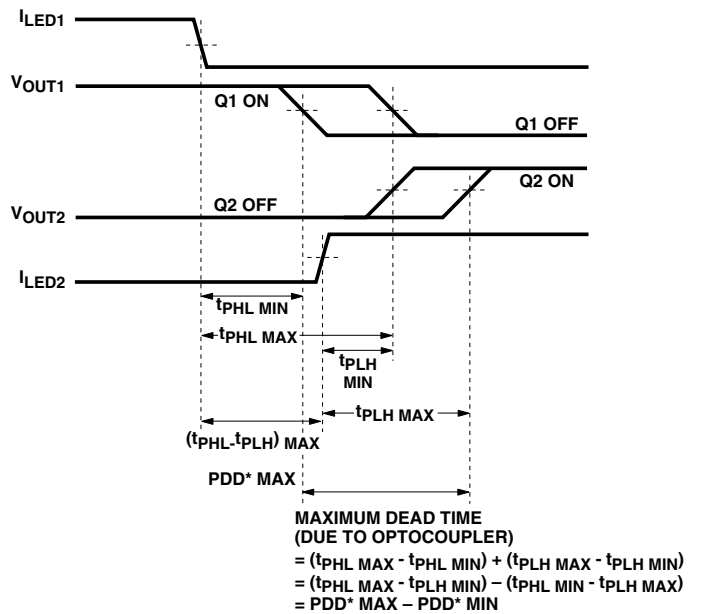 ILED1
VOUT1
Q1 ON
Q1 OFF
Q2 ON
VOUT2
Q2 OFF
ILED2
tPHL MIN
tPHL MAX
tPLH
MIN
tPLH MAX
(tPHL-tPLH) MAX
PDD* MAX
MAXIMUM DEAD TIME
(DUE TO OPTOCOUPLER)
= (tPHL MAX - tPHL MIN) + (tPLH MAX - tPLH MIN)
= (tPHL MAX - tPLH MIN) – (tPHL MIN - tPLH MAX)
= PDD* MAX – PDD* MIN